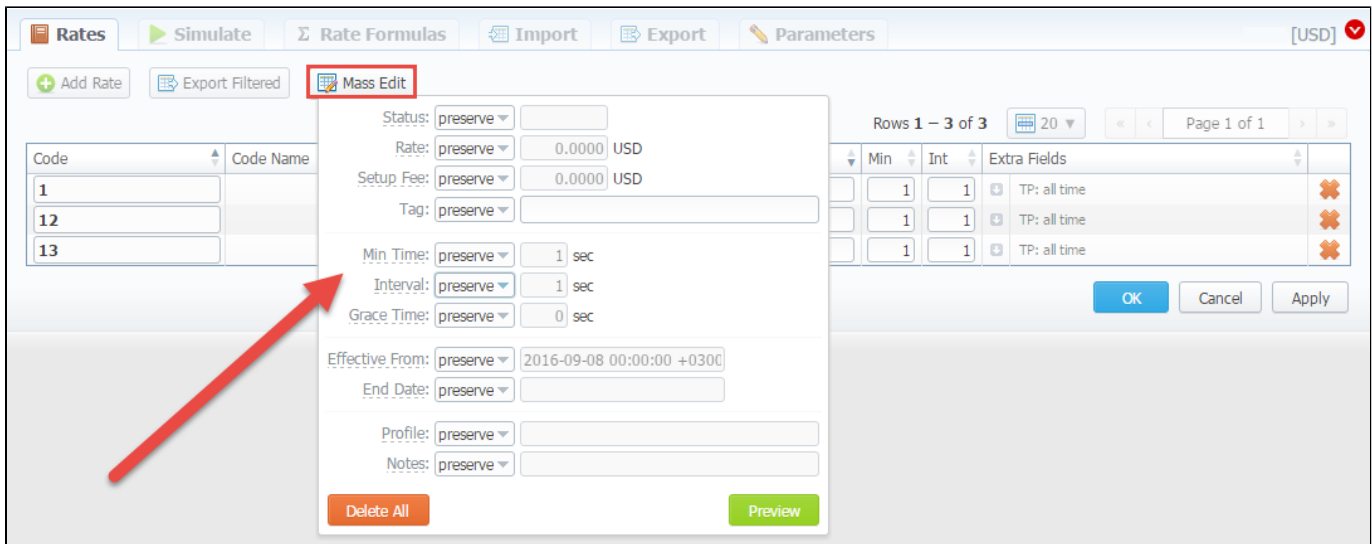 Rates Simulate Σ Rate Formulas Import Export Parameters [USD]
Add Rate Export Filtered Mass Edit
Rows 1 – 3 of 3 20 « < Page 1 of 1 > »
Code Code Name Min Int Extra Fields
1 1 1 TP: all time
12 1 1 TP: all time
13 1 1 TP: all time
OK Cancel Apply
Status: preserve
Rate: preserve 0.0000 USD
Setup Fee: preserve 0.0000 USD
Tag: preserve
Min Time: preserve 1 sec
Interval: preserve 1 sec
Grace Time: preserve 0 sec
Effective From: preserve 2016-09-08 00:00:00 +0300
End Date: preserve
Profile: preserve
Notes: preserve
Delete All Preview